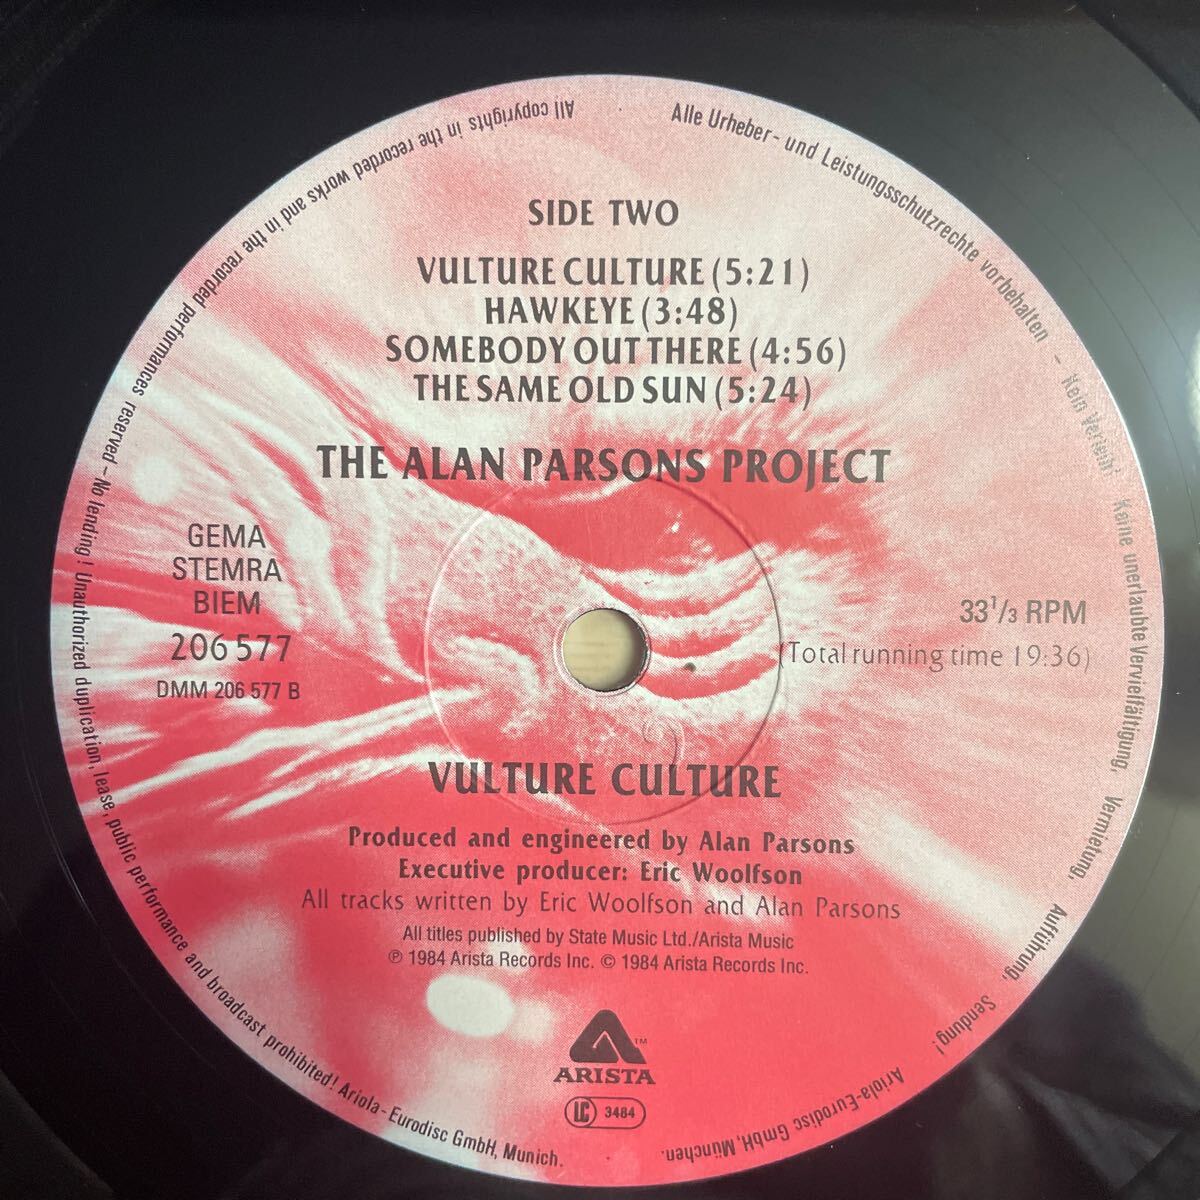 SIDE TWO
VULTURE CULTURE (5:21)
HAWKEYE (3:48)
SOMEBODY OUT THERE (4:56)
THE SAME OLD SUN (5:24)
THE ALAN PARSONS PROJECT
GEMA
STEMRA
BIEM
206 577
DMM 206 577 B
33 1/3 RPM
(Total running time 19:36)
VULTURE CULTURE
Produced and engineered by Alan Parsons
Executive producer: Eric Woolfson
All tracks written by Eric Woolfson and Alan Parsons
All titles published by State Music Ltd./Arista Music
℗ 1984 Arista Records Inc. © 1984 Arista Records Inc.
ARISTA™
LC 3484
Alle Urheber- und Leistungsschutzrechte vorbehalten – Kein Verleih! Keine unerlaubte Vervielfältigung, Vermietung, Aufführung, Sendung! Ariola-Eurodisc GmbH, München.
All copyrights in the recorded works and in the recorded performances reserved – No lending! Unauthorized duplication, lease, public performance and broadcast prohibited! Ariola-Eurodisc GmbH, Munich.